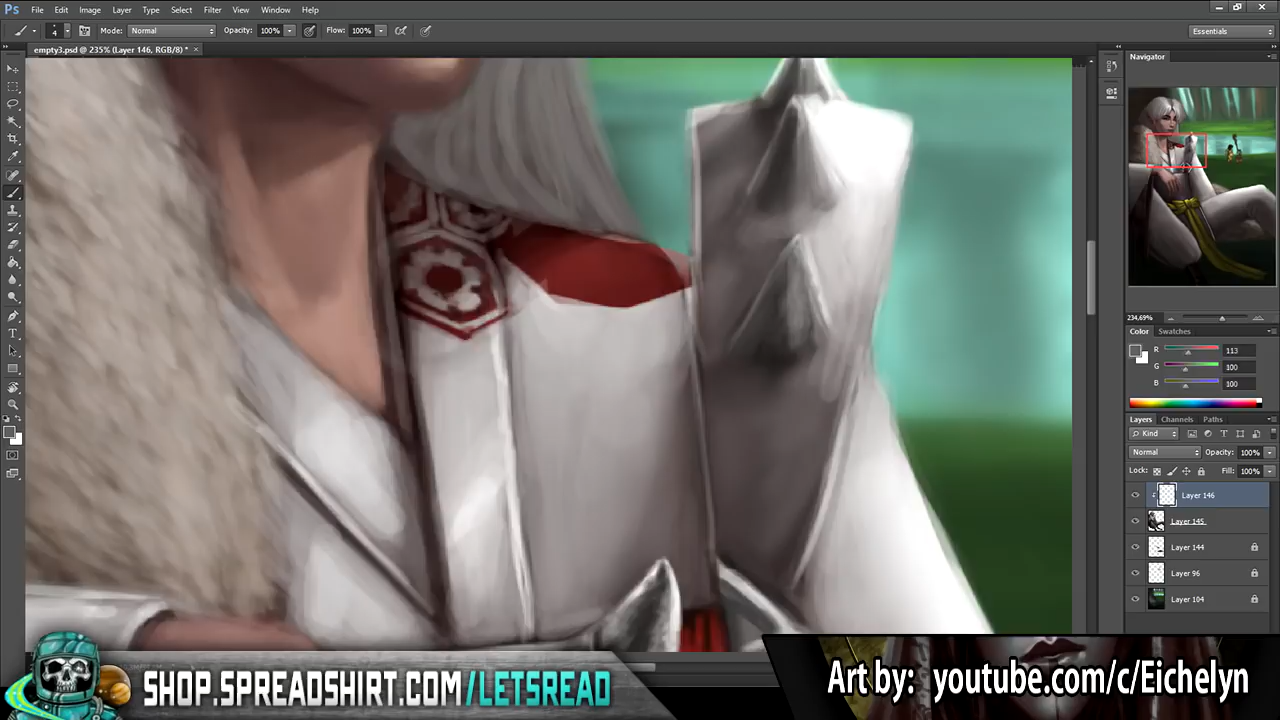 Ps File Edit Image Layer Type Select Filter View Window Help
4 Mode: Normal Opacity: 100% Flow: 100% Essentials
empty3.psd @ 235% (Layer 146, RGB/8) * ×
Navigator
234,69%
Color Swatches
R 113
G 100
B 100
Layers Channels Paths
Kind
Normal Opacity: 100%
Lock: Fill: 100%
Layer 146
Layer 145
Layer 144
Layer 96
Layer 104
SHOP.SPREADSHIRT.COM/LETSREAD
Art by: youtube.com/c/Eichelyn